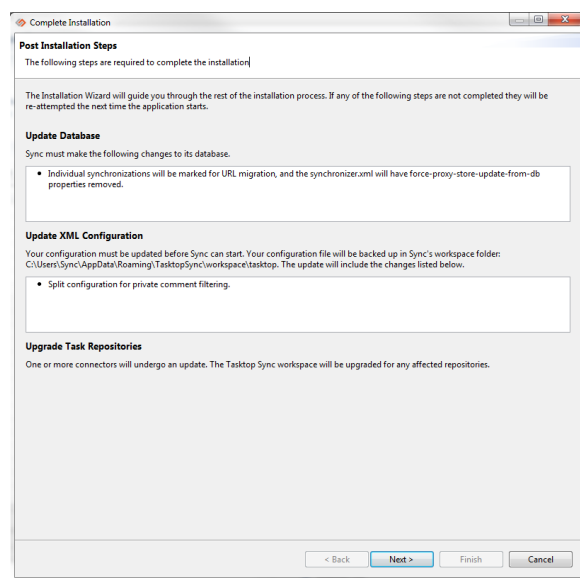 Complete Installation
Post Installation Steps
The following steps are required to complete the installation
The Installation Wizard will guide you through the rest of the installation process. If any of the following steps are not completed they will be
re-attempted the next time the application starts.
Update Database
Sync must make the following changes to its database.
• Individual synchronizations will be marked for URL migration, and the synchronizer.xml will have force-proxy-store-update-from-db
properties removed.
Update XML Configuration
Your configuration must be updated before Sync can start. Your configuration file will be backed up in Sync's workspace folder:
C:\Users\Sync\AppData\Roaming\TasktopSync\workspace\tasktop. The update will include the changes listed below.
• Split configuration for private comment filtering.
Upgrade Task Repositories
One or more connectors will undergo an update. The Tasktop Sync workspace will be upgraded for any affected repositories.
< Back Next > Finish Cancel